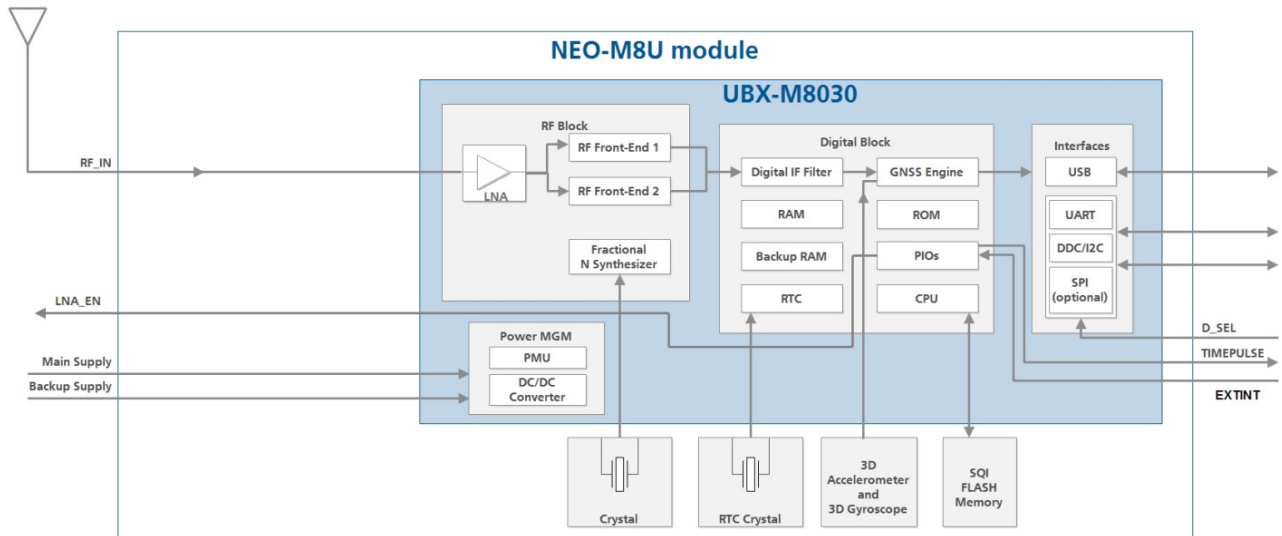 NEO-M8U module
UBX-M8030
RF Block
RF Front-End 1
RF Front-End 2
LNA
Fractional
N Synthesizer
RF_IN
LNA_EN
Main Supply
Backup Supply
Power MGM
PMU
DC/DC
Converter
Digital Block
Digital IF Filter
GNSS Engine
RAM
ROM
Backup RAM
PIOs
RTC
CPU
Interfaces
USB
UART
DDC/I2C
SPI
(optional)
D_SEL
TIMEPULSE
EXTINT
Crystal
RTC Crystal
3D
Accelerometer
and
3D Gyroscope
SQI
FLASH
Memory